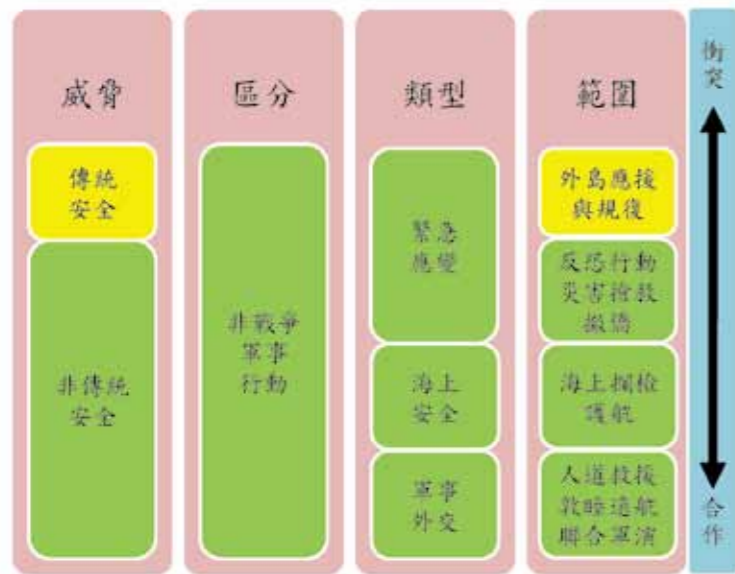 威脅
傳統
安全
非傳統
安全
區分
非戰爭
軍事
行動
類型
緊急
應變
海上
安全
軍事
外交
範圍
外島應援
與規復
反恐行動
災害搶救
撤僑
海上攔檢
護航
人道救援
敦睦遠航
聯合軍演
衝突
合作